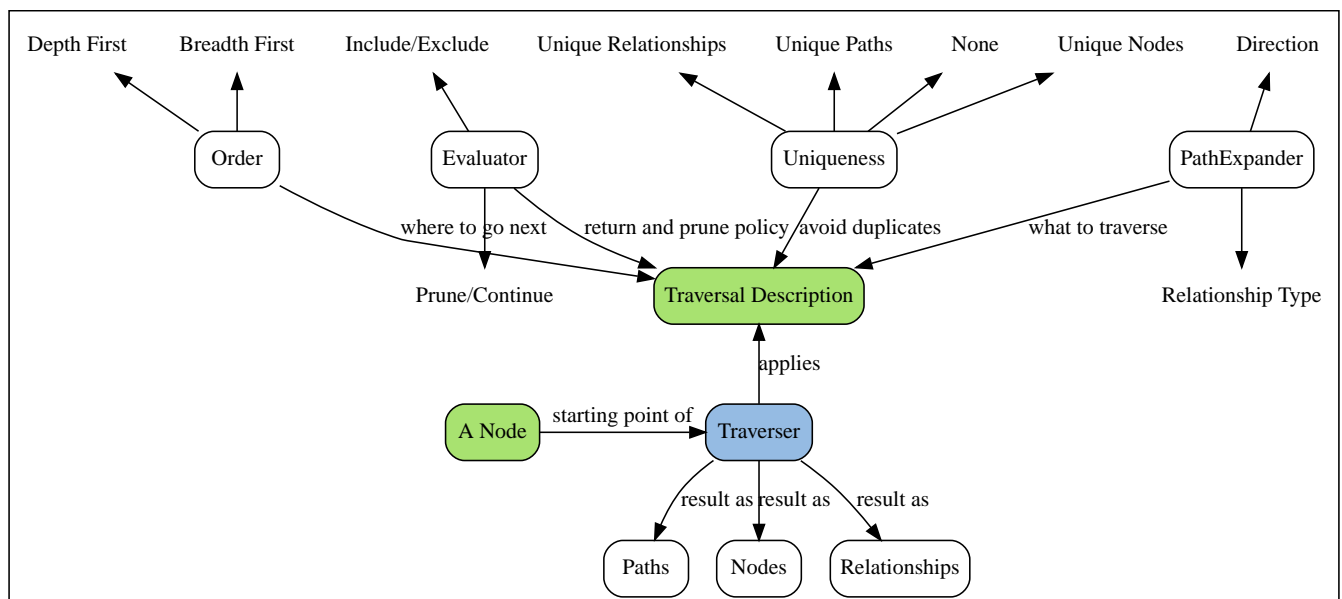 Depth First
Breadth First
Include/Exclude
Unique Relationships
Unique Paths
None
Unique Nodes
Direction
Order
Evaluator
Uniqueness
PathExpander
where to go next
return and prune policy
avoid duplicates
what to traverse
Prune/Continue
Traversal Description
Relationship Type
applies
A Node
starting point of
Traverser
result as
result as
result as
Paths
Nodes
Relationships